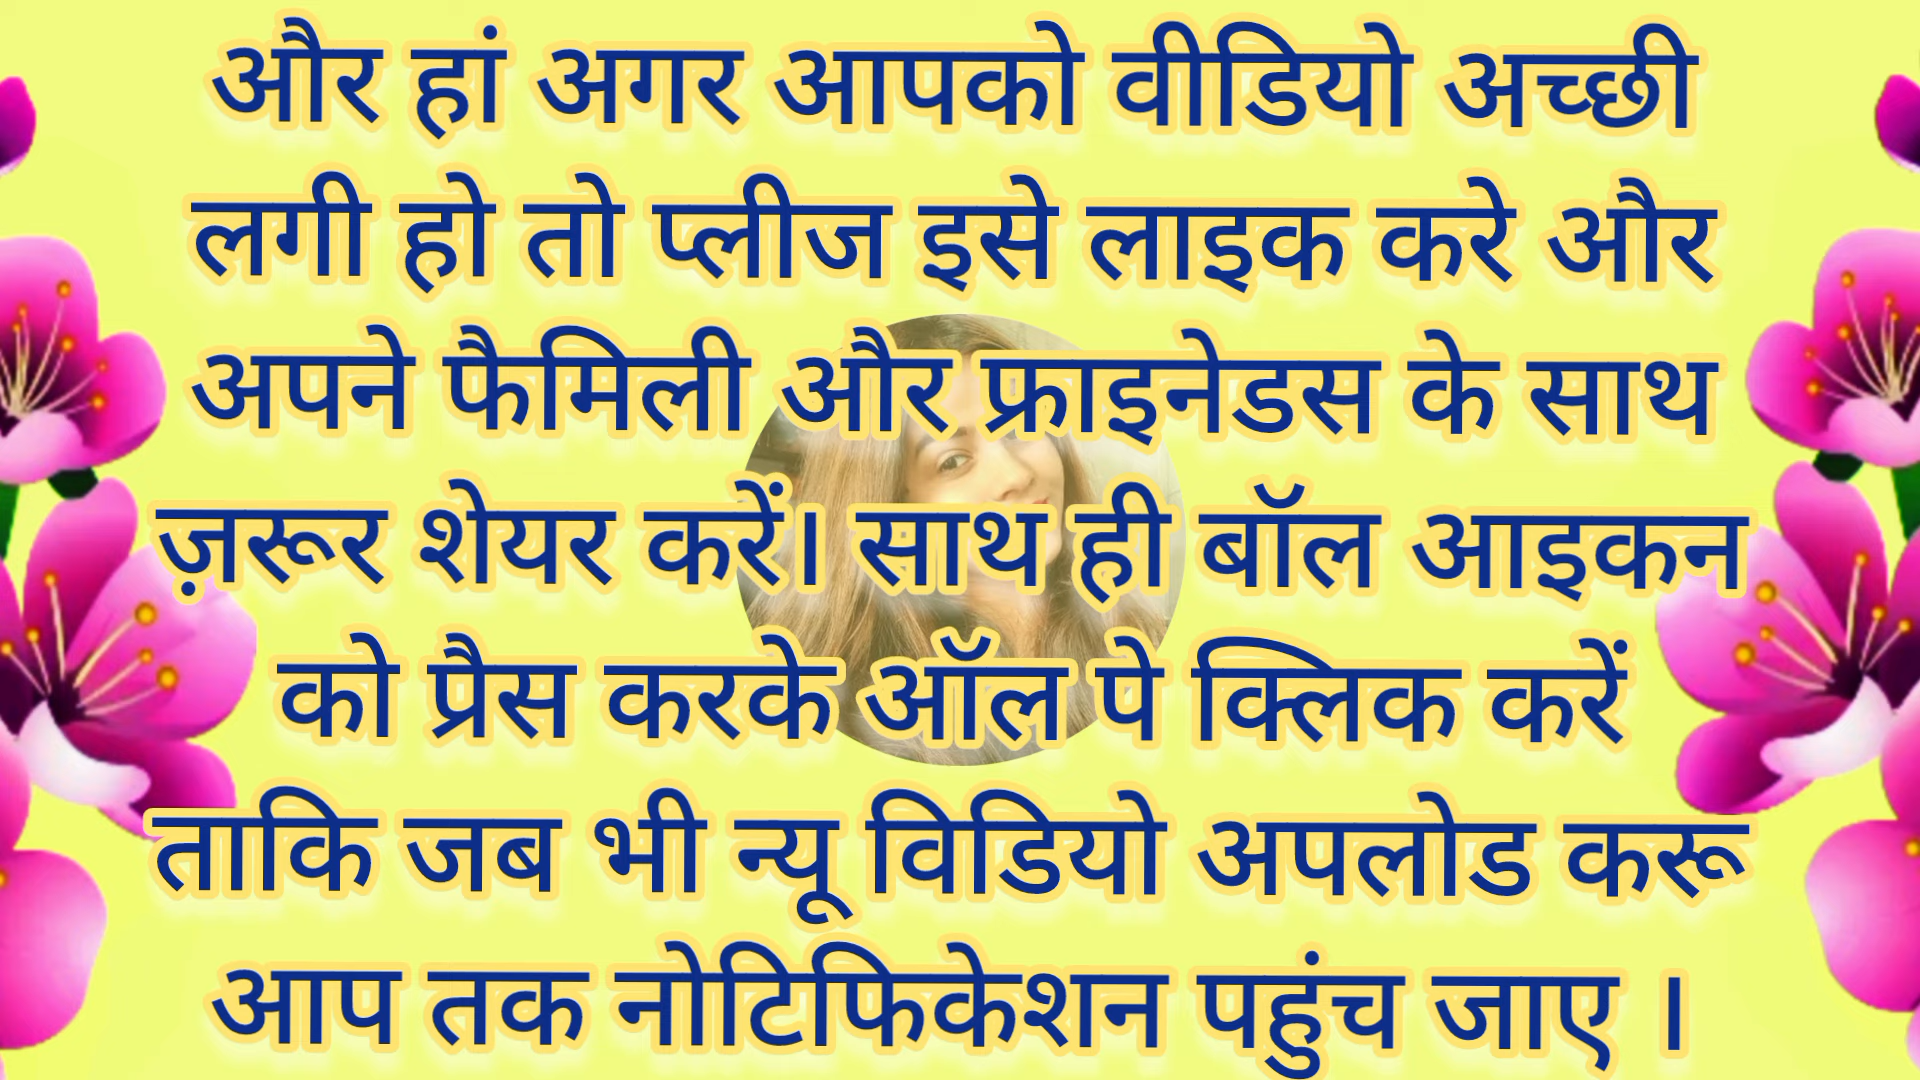 और हां अगर आपको वीडियो अच्छी
लगी हो तो प्लीज इसे लाइक करे और
अपने फैमिली और फ्राइनेडस के साथ
ज़रूर शेयर करें। साथ ही बॉल आइकन
को प्रैस करके ऑल पे क्लिक करें
ताकि जब भी न्यू विडियो अपलोड करू
आप तक नोटिफिकेशन पहुंच जाए ।